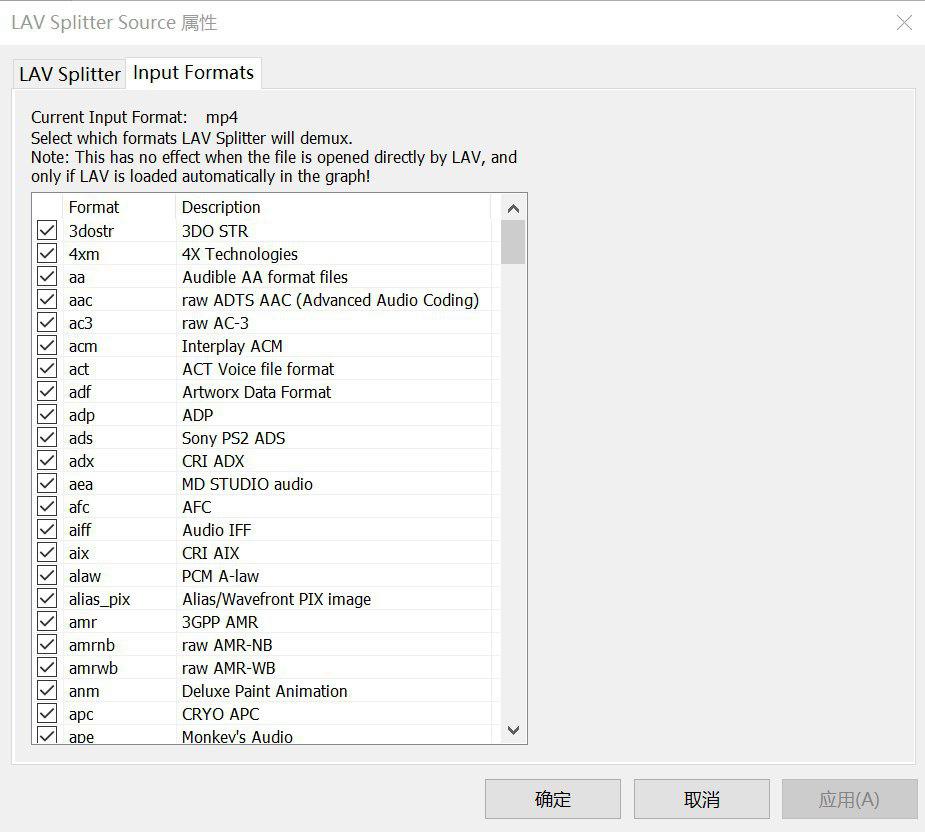 LAV Splitter Source 属性
LAV Splitter Input Formats
Current Input Format: mp4
Select which formats LAV Splitter will demux.
Note: This has no effect when the file is opened directly by LAV, and
only if LAV is loaded automatically in the graph!
Format Description
3dostr 3DO STR
4xm 4X Technologies
aa Audible AA format files
aac raw ADTS AAC (Advanced Audio Coding)
ac3 raw AC-3
acm Interplay ACM
act ACT Voice file format
adf Artworx Data Format
adp ADP
ads Sony PS2 ADS
adx CRI ADX
aea MD STUDIO audio
afc AFC
aiff Audio IFF
aix CRI AIX
alaw PCM A-law
alias_pix Alias/Wavefront PIX image
amr 3GPP AMR
amrnb raw AMR-NB
amrwb raw AMR-WB
anm Deluxe Paint Animation
apc CRYO APC
ape Monkey's Audio
确定 取消 应用(A)